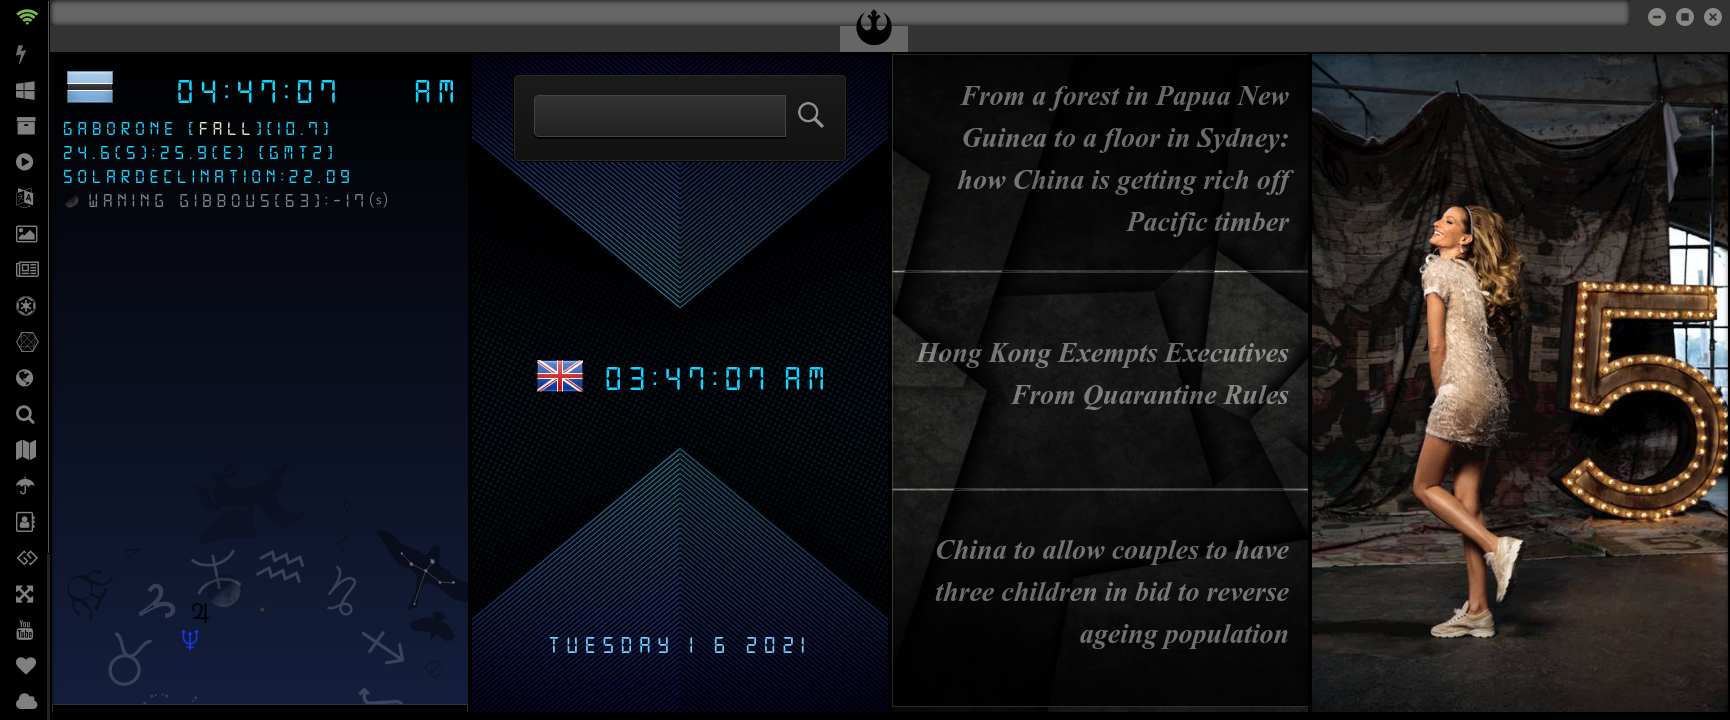 04:47:07 AM
GABORONE [FALL][10.7]
24.6(S):25.9(E) [GMT2]
SOLARDECLINATION:22.09
WANING GIBBOUS[63]:-17(s)
03:47:07 AM
TUESDAY 1 6 2021
From a forest in Papua New
Guinea to a floor in Sydney:
how China is getting rich off
Pacific timber
Hong Kong Exempts Executives
From Quarantine Rules
China to allow couples to have
three children in bid to reverse
ageing population
5
You
Tube